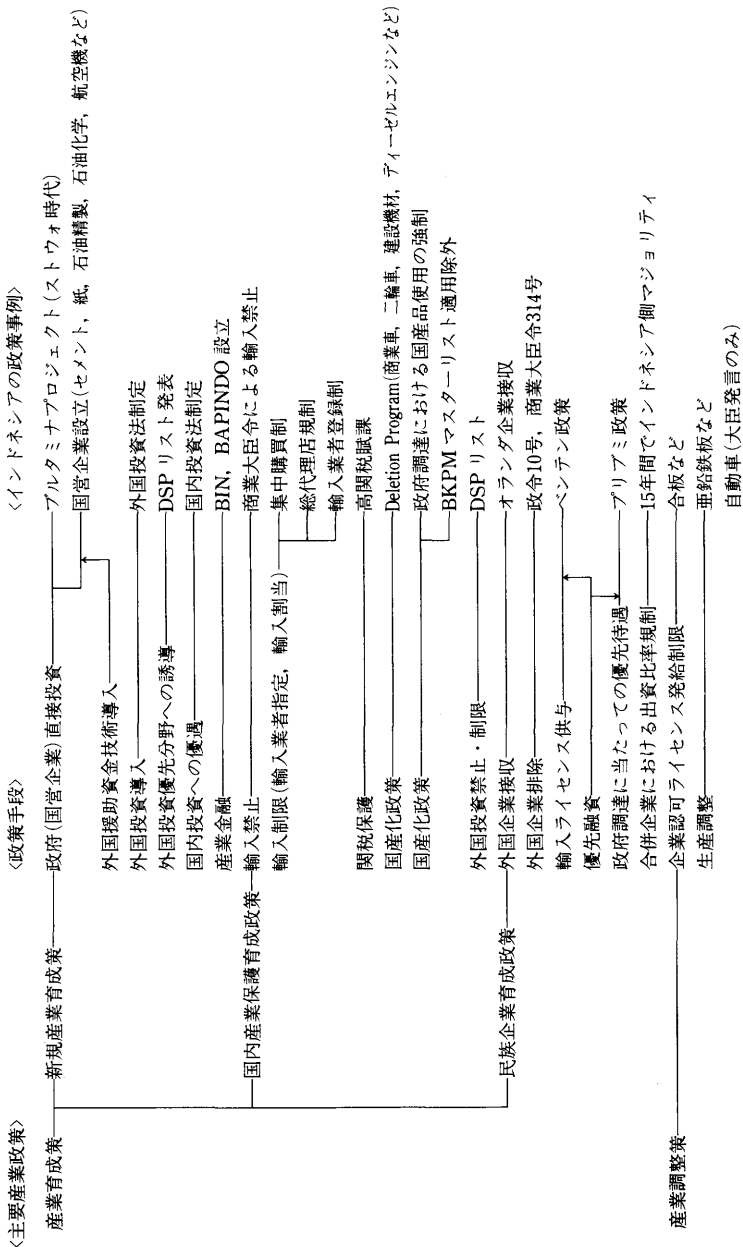 〈主要産業政策〉 〈政策手段〉 〈インドネシアの政策事例〉
産業育成策 新規産業育成策 政府(国営企業)直接投資 プルタミナプロジェクト(ストウォ時代)
国営企業設立(セメント, 紙, 石油精製, 石油化学, 航空機など)
外国援助資金技術導入
外国投資導入 外国投資法制定
外国投資優先分野への誘導 DSP リスト発表
国内投資への優遇 国内投資法制定
産業金融 BIN, BAPINDO 設立
国内産業保護育成政策 輸入禁止 商業大臣令による輸入禁止
輸入制限(輸入業者指定, 輸入割当) 集中購買制
総代理店規制
輸入業者登録制
関税保護 高関税賦課
国産化政策 Deletion Program(商業車, 二輪車, 建設機材, ディーゼルエンジンなど)
国産化政策 政府調達における国産品使用の強制
BKPM マスターリスト適用除外
外国投資禁止・制限 DSP リスト
民族企業育成政策 外国企業接収 オランダ企業接収
外国企業排除 政令10号, 商業大臣令314号
輸入ライセンス供与 ベンテン政策
優先融資
政府調達に当たっての優先待遇 プリブミ政策
合併企業における出資比率規制 15年間でインドネシア側マジョリティ
産業調整策 企業認可ライセンス発給制限 合板など
生産調整 亜鉛鉄板など
自動車(大臣発言のみ)